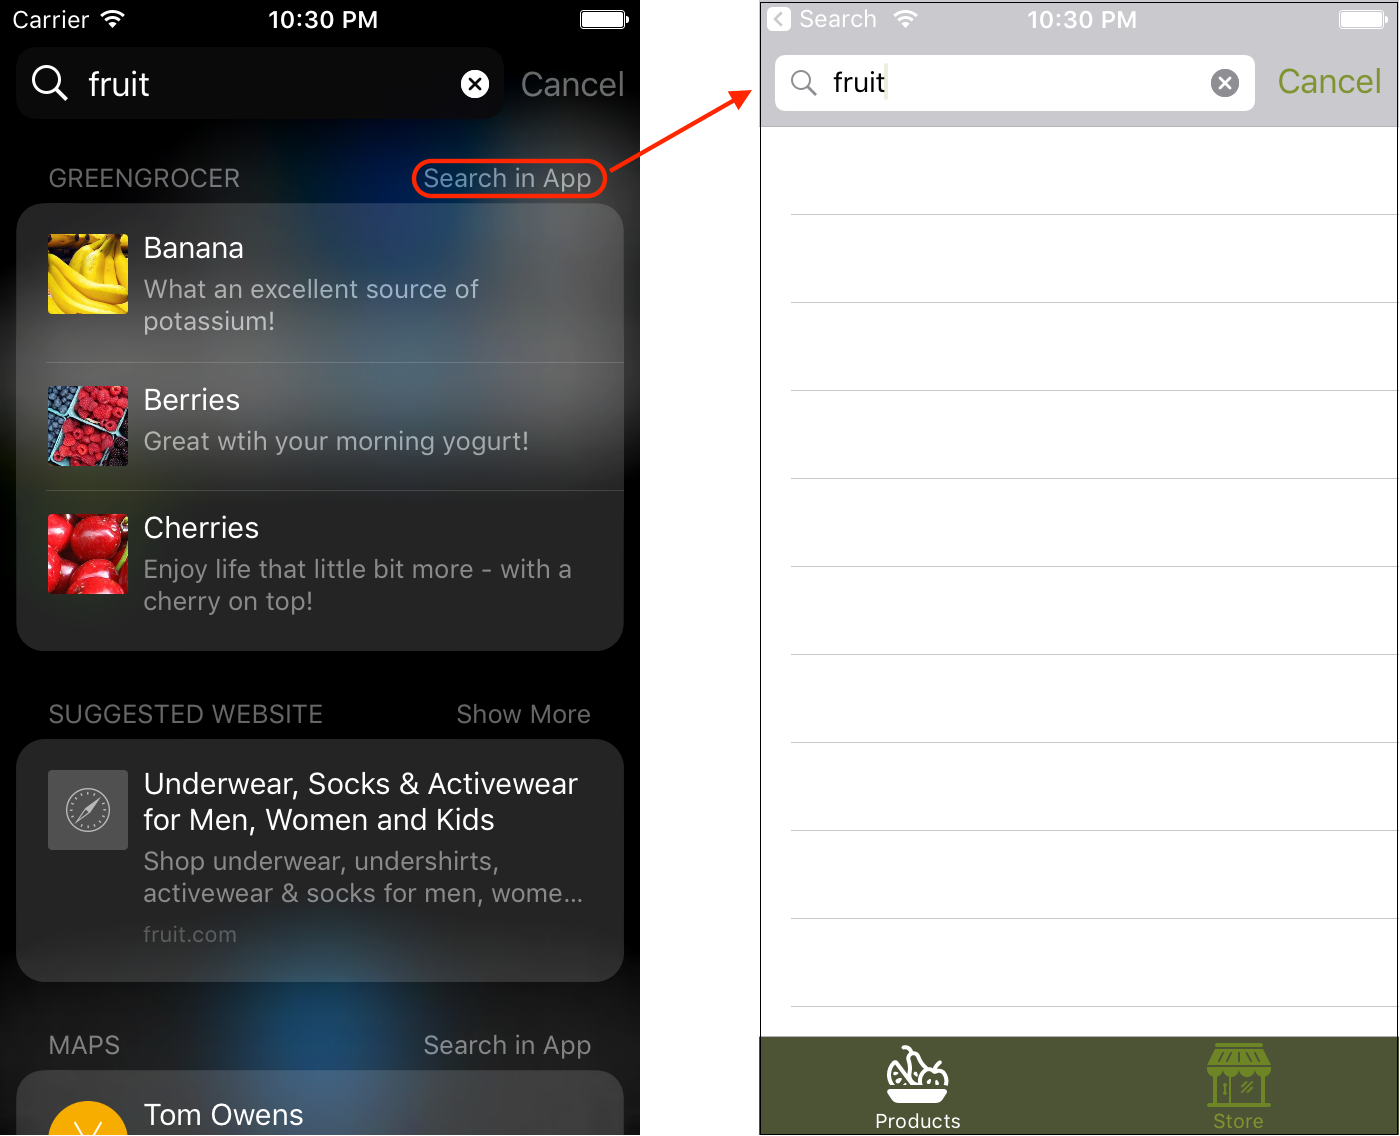 Carrier 10:30 PM
fruit Cancel
GREENGROCER Search in App
Banana
What an excellent source of
potassium!
Berries
Great wtih your morning yogurt!
Cherries
Enjoy life that little bit more - with a
cherry on top!
SUGGESTED WEBSITE Show More
Underwear, Socks & Activewear
for Men, Women and Kids
Shop underwear, undershirts,
activewear & socks for men, wome...
fruit.com
MAPS Search in App
Tom Owens
Search 10:30 PM
fruit Cancel
Products Store